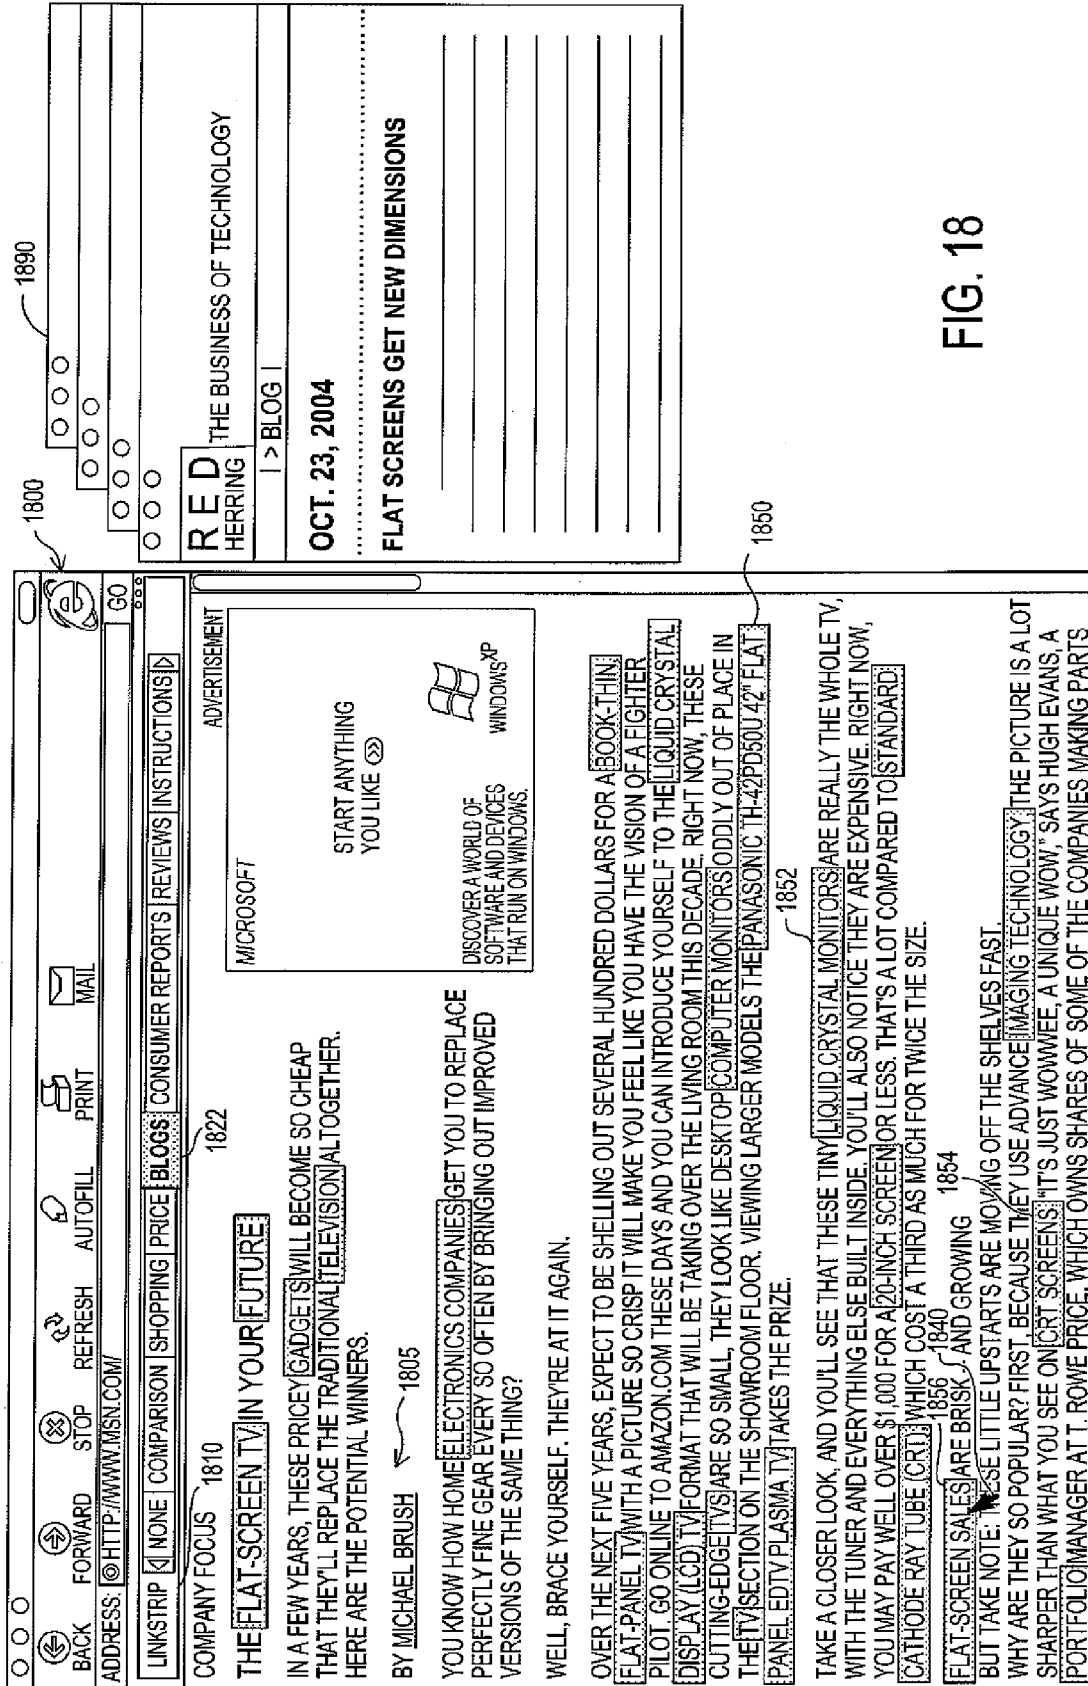 1800
BACK FORWARD STOP REFRESH AUTOFILL PRINT MAIL
ADDRESS: HTTP://WWW.MSN.COM/ GO
LINKSTRIP NONE COMPARISON SHOPPING PRICE BLOGS CONSUMER REPORTS REVIEWS INSTRUCTIONS
1810
1822
COMPANY FOCUS
ADVERTISEMENT
THE FLAT-SCREEN TV IN YOUR FUTURE
IN A FEW YEARS, THESE PRICEY GADGETS WILL BECOME SO CHEAP
THAT THEY'LL REPLACE THE TRADITIONAL TELEVISION ALTOGETHER.
HERE ARE THE POTENTIAL WINNERS.
BY MICHAEL BRUSH
1805
YOU KNOW HOW HOME ELECTRONICS COMPANIES GET YOU TO REPLACE
PERFECTLY FINE GEAR EVERY SO OFTEN BY BRINGING OUT IMPROVED
VERSIONS OF THE SAME THING?
WELL, BRACE YOURSELF. THEY'RE AT IT AGAIN.
MICROSOFT
START ANYTHING
YOU LIKE
DISCOVER A WORLD OF
SOFTWARE AND DEVICES
THAT RUN ON WINDOWS.
WINDOWS XP
OVER THE NEXT FIVE YEARS, EXPECT TO BE SHELLING OUT SEVERAL HUNDRED DOLLARS FOR A BOOK-THIN,
FLAT-PANEL TV WITH A PICTURE SO CRISP IT WILL MAKE YOU FEEL LIKE YOU HAVE THE VISION OF A FIGHTER
PILOT. GO ONLINE TO AMAZON.COM THESE DAYS AND YOU CAN INTRODUCE YOURSELF TO THE LIQUID CRYSTAL
DISPLAY (LCD) TV FORMAT THAT WILL BE TAKING OVER THE LIVING ROOM THIS DECADE. RIGHT NOW, THESE
CUTTING-EDGE TVS ARE SO SMALL, THEY LOOK LIKE DESKTOP COMPUTER MONITORS ODDLY OUT OF PLACE IN
THE TV SECTION ON THE SHOWROOM FLOOR. VIEWING LARGER MODELS THE PANASONIC TH-42PD50U 42" FLAT
PANEL EDTV PLASMA TV TAKES THE PRIZE.
1850
1852
TAKE A CLOSER LOOK, AND YOU'LL SEE THAT THESE TINY LIQUID CRYSTAL MONITORS ARE REALLY THE WHOLE TV,
WITH THE TUNER AND EVERYTHING ELSE BUILT INSIDE. YOU'LL ALSO NOTICE THEY ARE EXPENSIVE. RIGHT NOW,
YOU MAY PAY WELL OVER $1,000 FOR A 20-INCH SCREEN OR LESS. THAT'S A LOT COMPARED TO STANDARD
CATHODE RAY TUBE (CRT) WHICH COST A THIRD AS MUCH FOR TWICE THE SIZE.
1856
1840
1854
FLAT-SCREEN SALES ARE BRISK AND GROWING
BUT TAKE NOTE: THESE LITTLE UPSTARTS ARE MOVING OFF THE SHELVES FAST.
WHY ARE THEY SO POPULAR? FIRST, BECAUSE THEY USE ADVANCE IMAGING TECHNOLOGY, THE PICTURE IS A LOT
SHARPER THAN WHAT YOU SEE ON CRT SCREENS. "IT'S JUST WOWWEE, A UNIQUE WOW," SAYS HUGH EVANS, A
PORTFOLIO MANAGER AT T. ROWE PRICE, WHICH OWNS SHARES OF SOME OF THE COMPANIES MAKING PARTS
1890
RED
HERRING
THE BUSINESS OF TECHNOLOGY
| > BLOG |
OCT. 23, 2004
FLAT SCREENS GET NEW DIMENSIONS
FIG. 18